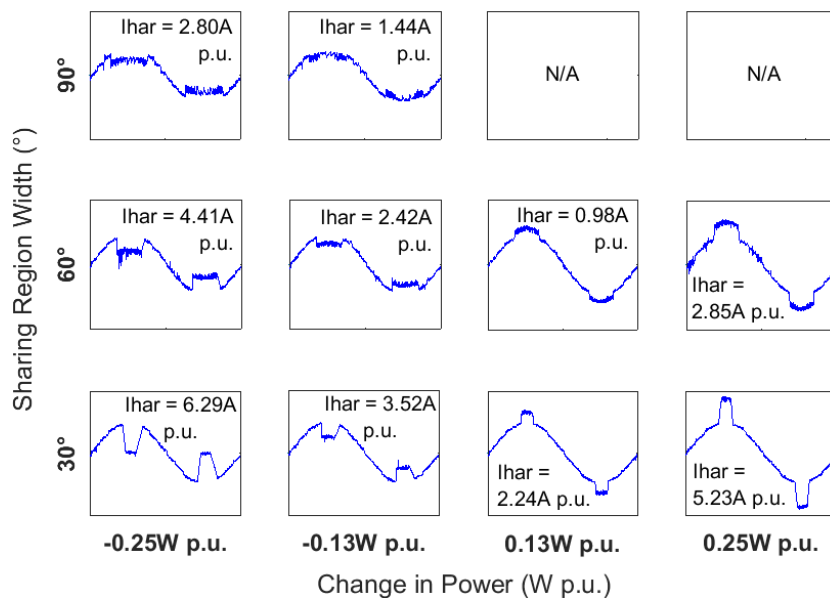 Sharing Region Width (°)
90°
Ihar = 2.80A
p.u.
Ihar = 1.44A
p.u.
N/A
N/A
60°
Ihar = 4.41A
p.u.
Ihar = 2.42A
p.u.
Ihar = 0.98A
p.u.
Ihar =
2.85A p.u.
30°
Ihar = 6.29A
p.u.
Ihar = 3.52A
p.u.
Ihar =
2.24A p.u.
Ihar =
5.23A p.u.
-0.25W p.u.
-0.13W p.u.
0.13W p.u.
0.25W p.u.
Change in Power (W p.u.)